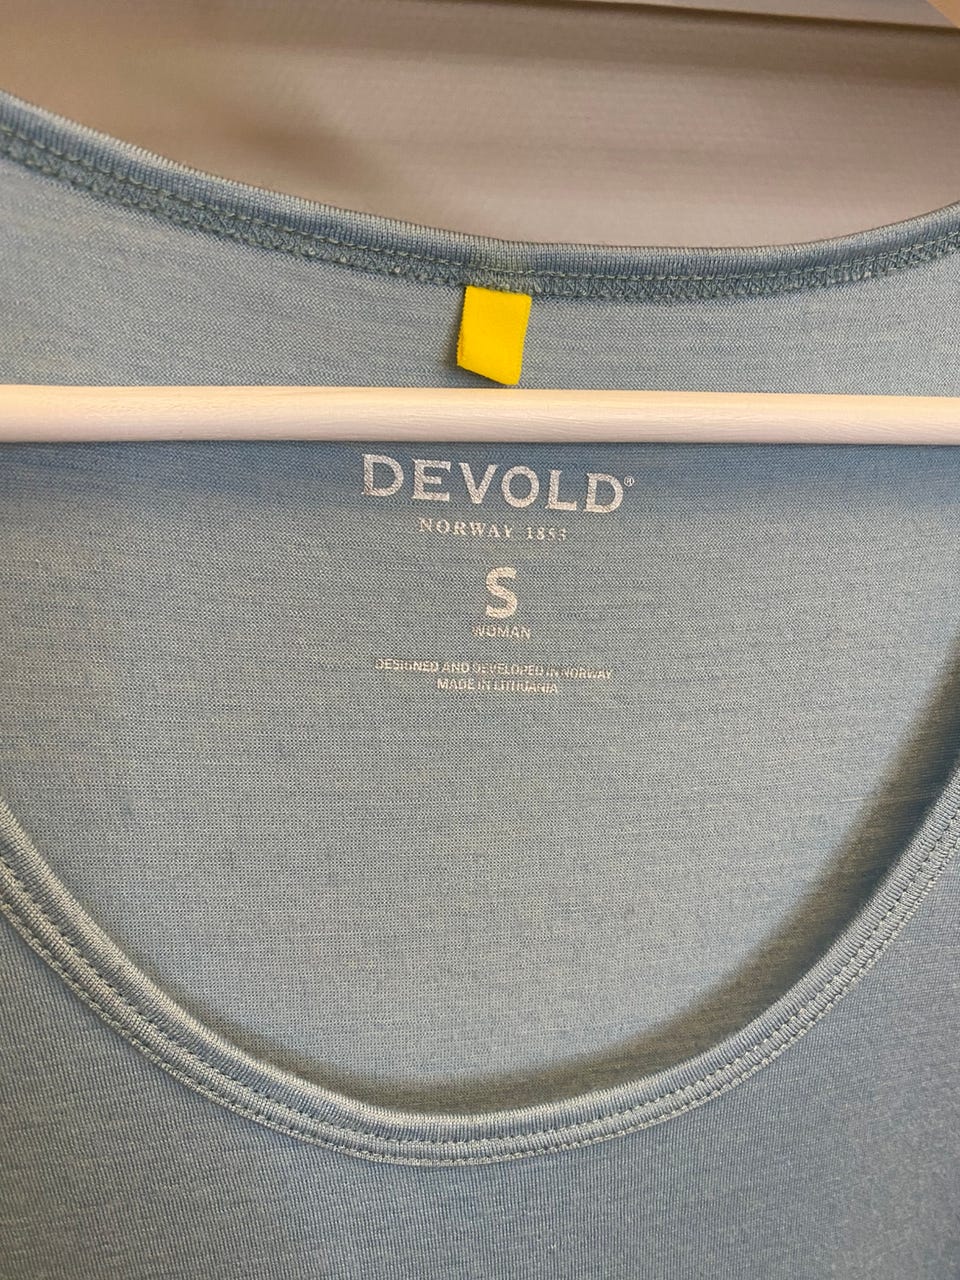 DEVOLD®
NORWAY 1853
S
WOMAN
DESIGNED AND DEVELOPED IN NORWAY
MADE IN LITHUANIA